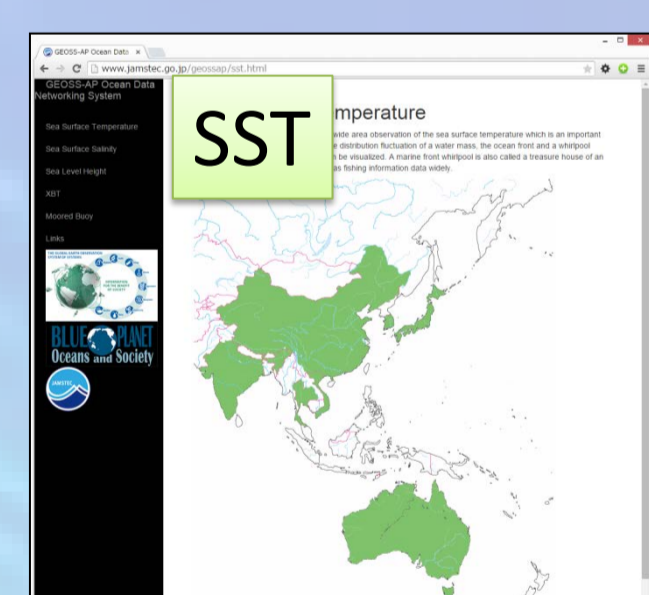 GEOSS-AP Ocean Data
www.jamstec.go.jp/geossap/sst.html
GEOSS-AP Ocean Data
Networking System
Sea Surface Temperature
Sea Surface Salinity
Sea Level Height
XBT
Moored Buoy
Links
BLUE PLANET
Oceans and Society
JAMSTEC
SST
mperature
wide area observation of the sea surface temperature which is an important
e distribution fluctuation of a water mass, the ocean front and a whirlpool
be visualized. A marine front whirlpool is also called a treasure house of an
as fishing information data widely.